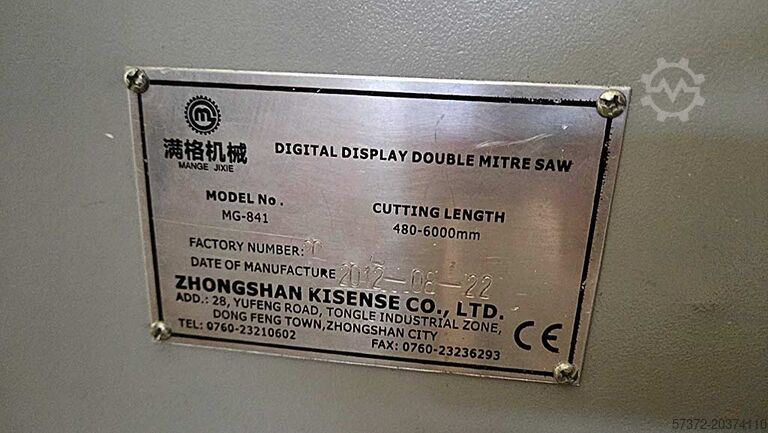 满格机械
MANGE JIXIE
DIGITAL DISPLAY DOUBLE MITRE SAW
MODEL No.
MG-841
CUTTING LENGTH
480-6000mm
FACTORY NUMBER:
DATE OF MANUFACTURE 2012-08-22
ZHONGSHAN KISENSE CO., LTD.
ADD.: 28, YUFENG ROAD, TONGLE INDUSTRIAL ZONE,
DONG FENG TOWN,ZHONGSHAN CITY
TEL: 0760-23210602
FAX: 0760-23236293
CE
57372-20374110